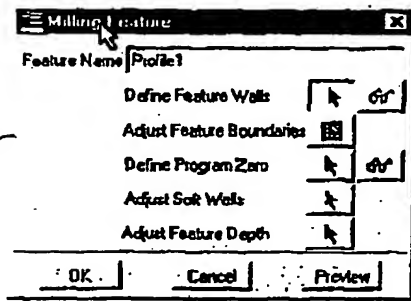 Milling Feature
Feature Name Profile1
Define Feature Walls
Adjust Feature Boundaries
Define Program Zero
Adjust Soft Walls
Adjust Feature Depth
OK Cancel Preview